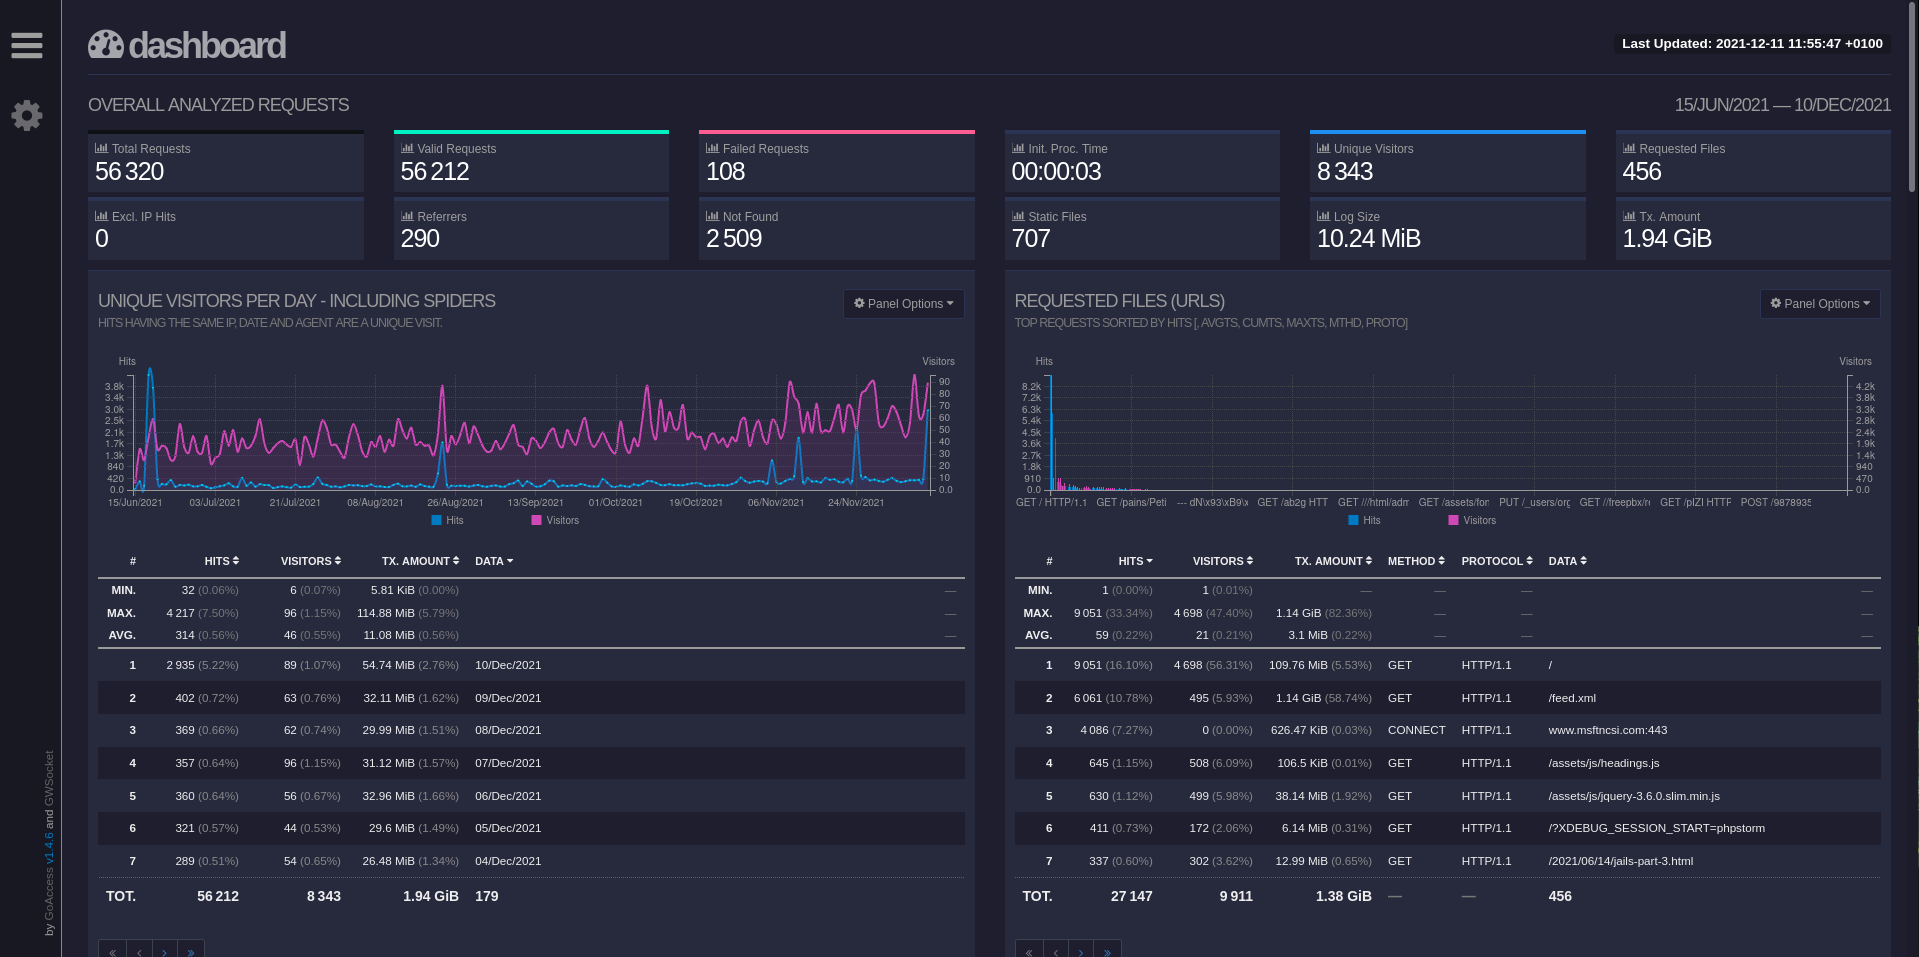 dashboard
Last Updated: 2021-12-11 11:55:47 +0100
OVERALL ANALYZED REQUESTS
15/JUN/2021 — 10/DEC/2021
Total Requests
56 320
Valid Requests
56 212
Failed Requests
108
Init. Proc. Time
00:00:03
Unique Visitors
8 343
Requested Files
456
Excl. IP Hits
0
Referrers
290
Not Found
2 509
Static Files
707
Log Size
10.24 MiB
Tx. Amount
1.94 GiB
UNIQUE VISITORS PER DAY - INCLUDING SPIDERS
Panel Options
HITS HAVING THE SAME IP, DATE AND AGENT ARE A UNIQUE VISIT.
Hits
Visitors
3.8k
3.4k
3.0k
2.5k
2.1k
1.7k
1.3k
840
420
0.0
90
80
70
60
50
40
30
20
10
0.0
15/Jun/2021 03/Jul/2021 21/Jul/2021 08/Aug/2021 26/Aug/2021 13/Sep/2021 01/Oct/2021 19/Oct/2021 06/Nov/2021 24/Nov/2021
Hits Visitors
# HITS VISITORS TX. AMOUNT DATA
MIN. 32 (0.06%) 6 (0.07%) 5.81 KiB (0.00%) —
MAX. 4 217 (7.50%) 96 (1.15%) 114.88 MiB (5.79%) —
AVG. 314 (0.56%) 46 (0.55%) 11.08 MiB (0.56%) —
1 2 935 (5.22%) 89 (1.07%) 54.74 MiB (2.76%) 10/Dec/2021
2 402 (0.72%) 63 (0.76%) 32.11 MiB (1.62%) 09/Dec/2021
3 369 (0.66%) 62 (0.74%) 29.99 MiB (1.51%) 08/Dec/2021
4 357 (0.64%) 96 (1.15%) 31.12 MiB (1.57%) 07/Dec/2021
5 360 (0.64%) 56 (0.67%) 32.96 MiB (1.66%) 06/Dec/2021
6 321 (0.57%) 44 (0.53%) 29.6 MiB (1.49%) 05/Dec/2021
7 289 (0.51%) 54 (0.65%) 26.48 MiB (1.34%) 04/Dec/2021
TOT. 56 212 8 343 1.94 GiB 179
« ‹ › »
REQUESTED FILES (URLS)
Panel Options
TOP REQUESTS SORTED BY HITS [, AVGTS, CUMTS, MAXTS, MTHD, PROTO]
Hits
Visitors
8.2k
7.2k
6.3k
5.4k
4.5k
3.6k
2.7k
1.8k
910
0.0
4.2k
3.8k
3.3k
2.8k
2.4k
1.9k
1.4k
940
470
0.0
GET / HTTP/1.1 GET /pains/Peti --- dN\x93\xB9\x GET /ab2g HTT GET ///html/adm GET /assets/fon PUT /_users/org GET //freepbx/r GET /pIZI HTTP POST /9878935
Hits Visitors
# HITS VISITORS TX. AMOUNT METHOD PROTOCOL DATA
MIN. 1 (0.00%) 1 (0.01%) — — — —
MAX. 9 051 (33.34%) 4 698 (47.40%) 1.14 GiB (82.36%) — — —
AVG. 59 (0.22%) 21 (0.21%) 3.1 MiB (0.22%) — — —
1 9 051 (16.10%) 4 698 (56.31%) 109.76 MiB (5.53%) GET HTTP/1.1 /
2 6 061 (10.78%) 495 (5.93%) 1.14 GiB (58.74%) GET HTTP/1.1 /feed.xml
3 4 086 (7.27%) 0 (0.00%) 626.47 KiB (0.03%) CONNECT HTTP/1.1 www.msftncsi.com:443
4 645 (1.15%) 508 (6.09%) 106.5 KiB (0.01%) GET HTTP/1.1 /assets/js/headings.js
5 630 (1.12%) 499 (5.98%) 38.14 MiB (1.92%) GET HTTP/1.1 /assets/js/jquery-3.6.0.slim.min.js
6 411 (0.73%) 172 (2.06%) 6.14 MiB (0.31%) GET HTTP/1.1 /?XDEBUG_SESSION_START=phpstorm
7 337 (0.60%) 302 (3.62%) 12.99 MiB (0.65%) GET HTTP/1.1 /2021/06/14/jails-part-3.html
TOT. 27 147 9 911 1.38 GiB — — 456
« ‹ › »
by GoAccess v1.4.6 and GWSocket